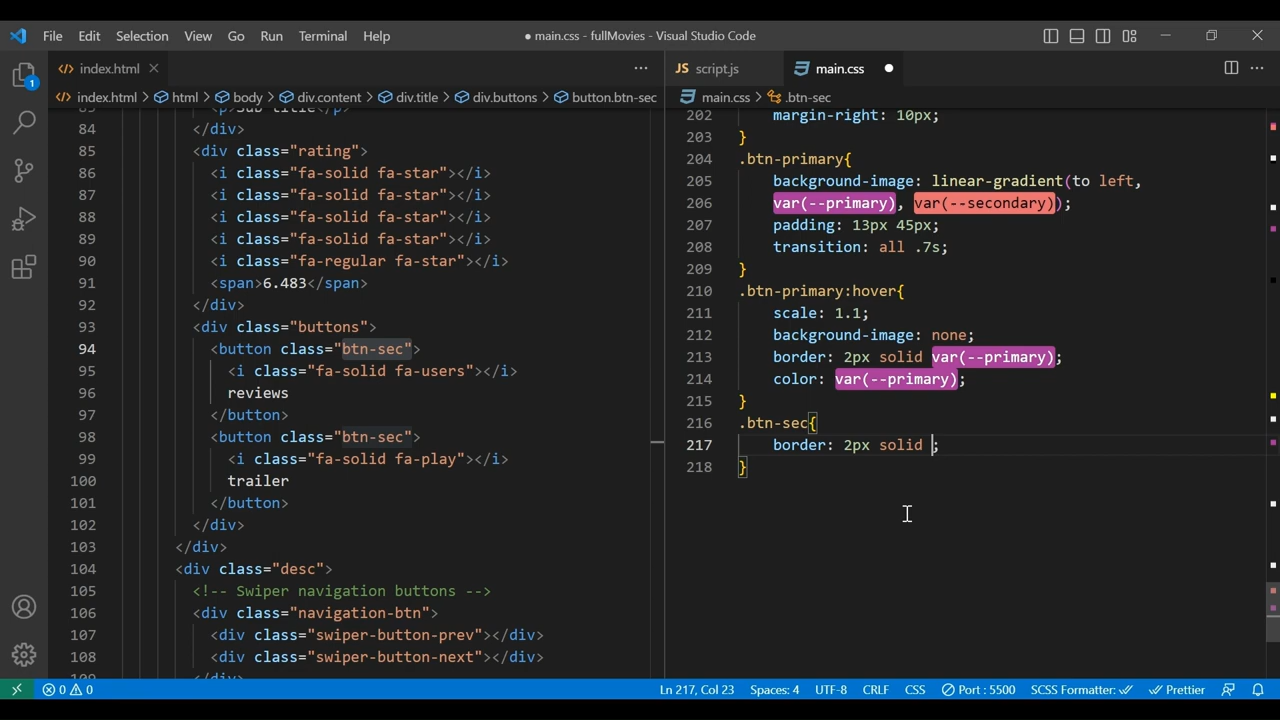 File Edit Selection View Go Run Terminal Help ● main.css - fullMovies - Visual Studio Code
index.html
JS script.js main.css
index.html > html > body > div.content > div.title > div.buttons > button.btn-sec
main.css > .btn-sec
84 </div>
85 <div class="rating">
86 <i class="fa-solid fa-star"></i>
87 <i class="fa-solid fa-star"></i>
88 <i class="fa-solid fa-star"></i>
89 <i class="fa-solid fa-star"></i>
90 <i class="fa-regular fa-star"></i>
91 <span>6.483</span>
92 </div>
93 <div class="buttons">
94 <button class="btn-sec">
95 <i class="fa-solid fa-users"></i>
96 reviews
97 </button>
98 <button class="btn-sec">
99 <i class="fa-solid fa-play"></i>
100 trailer
101 </button>
102 </div>
103 </div>
104 <div class="desc">
105 <!-- Swiper navigation buttons -->
106 <div class="navigation-btn">
107 <div class="swiper-button-prev"></div>
108 <div class="swiper-button-next"></div>
202 margin-right: 10px;
203 }
204 .btn-primary{
205 background-image: linear-gradient(to left,
206 var(--primary), var(--secondary));
207 padding: 13px 45px;
208 transition: all .7s;
209 }
210 .btn-primary:hover{
211 scale: 1.1;
212 background-image: none;
213 border: 2px solid var(--primary);
214 color: var(--primary);
215 }
216 .btn-sec{
217 border: 2px solid ;
218 }
1
0 0
Ln 217, Col 23 Spaces: 4 UTF-8 CRLF CSS Port : 5500 SCSS Formatter: Prettier